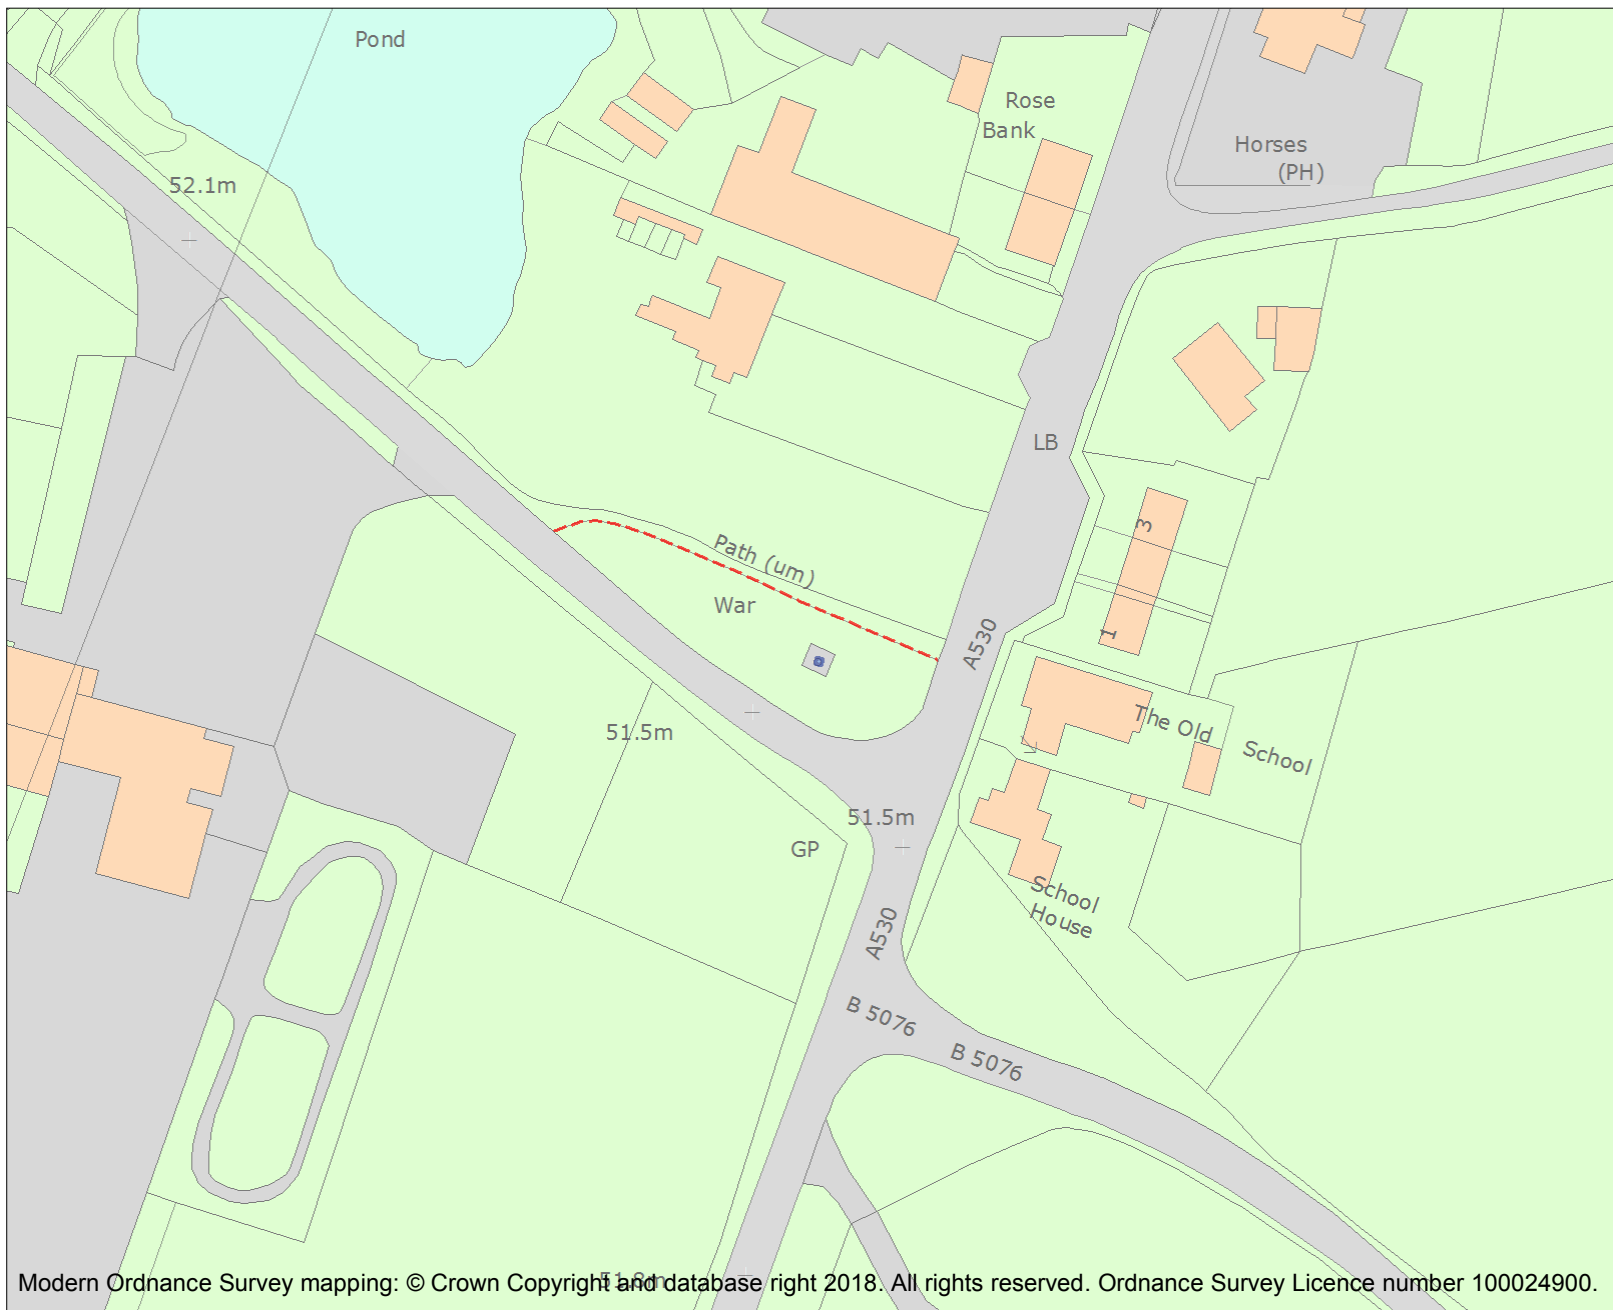 Pond
Rose
Bank
Horses
(PH)
52.1m
LB
3
Path (um)
War
1
A530
51.5m
The Old
School
51.5m
GP
School
House
A530
B 5076
B 5076
51.8m
Modern Ordnance Survey mapping: © Crown Copyright and database right 2018. All rights reserved. Ordnance Survey Licence number 100024900.